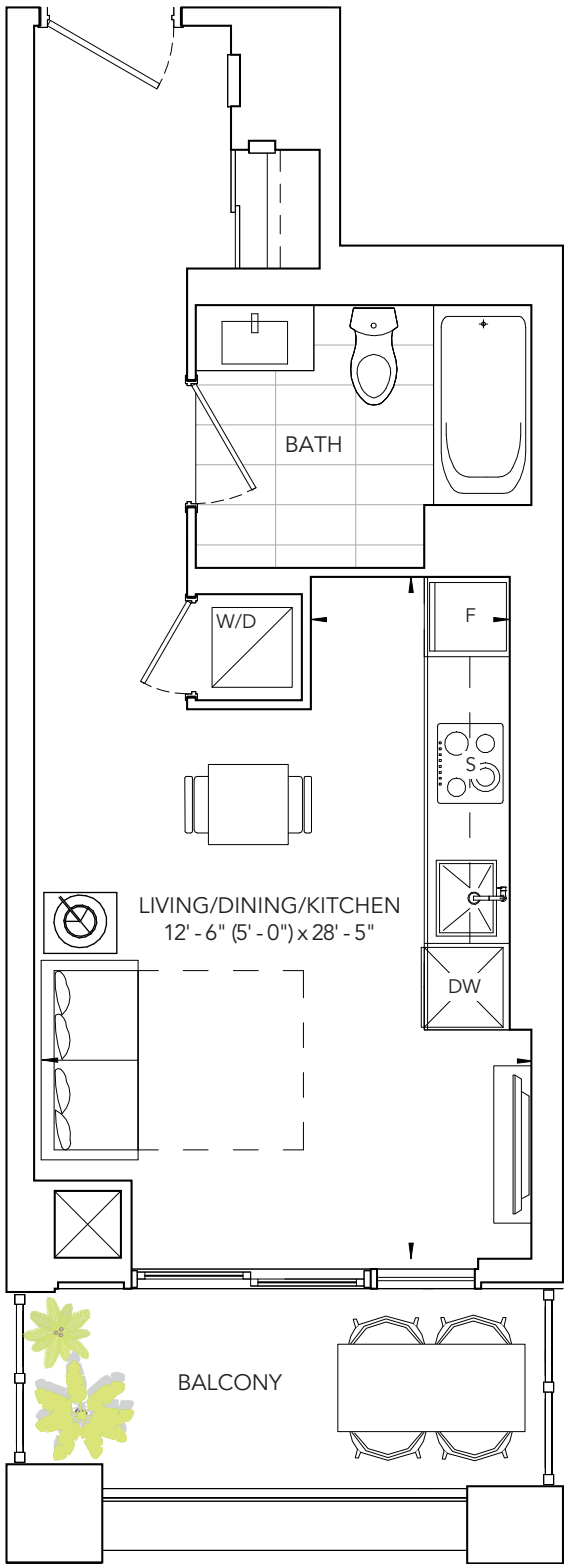 BATH
W/D
F
S
LIVING/DINING/KITCHEN
12' - 6" (5' - 0") x 28' - 5"
DW
BALCONY